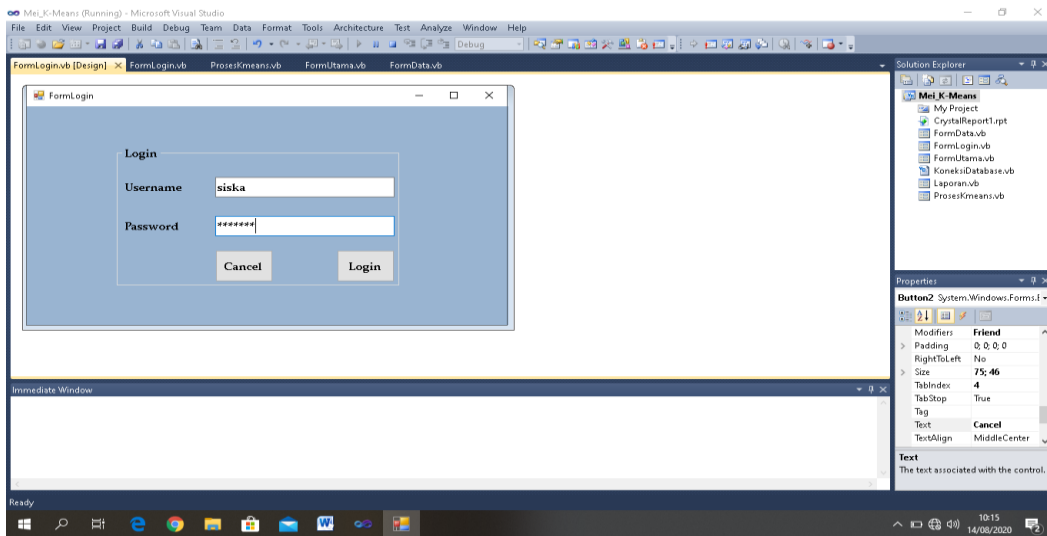 Mei_K-Means (Running) - Microsoft Visual Studio
File Edit View Project Build Debug Team Data Format Tools Architecture Test Analyze Window Help
Debug
FormLogin.vb [Design] FormLogin.vb ProsesKmeans.vb FormUtama.vb FormData.vb
FormLogin
Login
Username siska
Password *******
Cancel Login
Immediate Window
Solution Explorer
Mei_K-Means
My Project
CrystalReport1.rpt
FormData.vb
FormLogin.vb
FormUtama.vb
KoneksiDatabase.vb
Laporan.vb
ProsesKmeans.vb
Properties
Button2 System.Windows.Forms.
Modifiers Friend
Padding 0; 0; 0; 0
RightToLeft No
Size 75; 46
TabIndex 4
TabStop True
Tag
Text Cancel
TextAlign MiddleCenter
Text
The text associated with the control.
Ready
10:15
14/08/2020
2